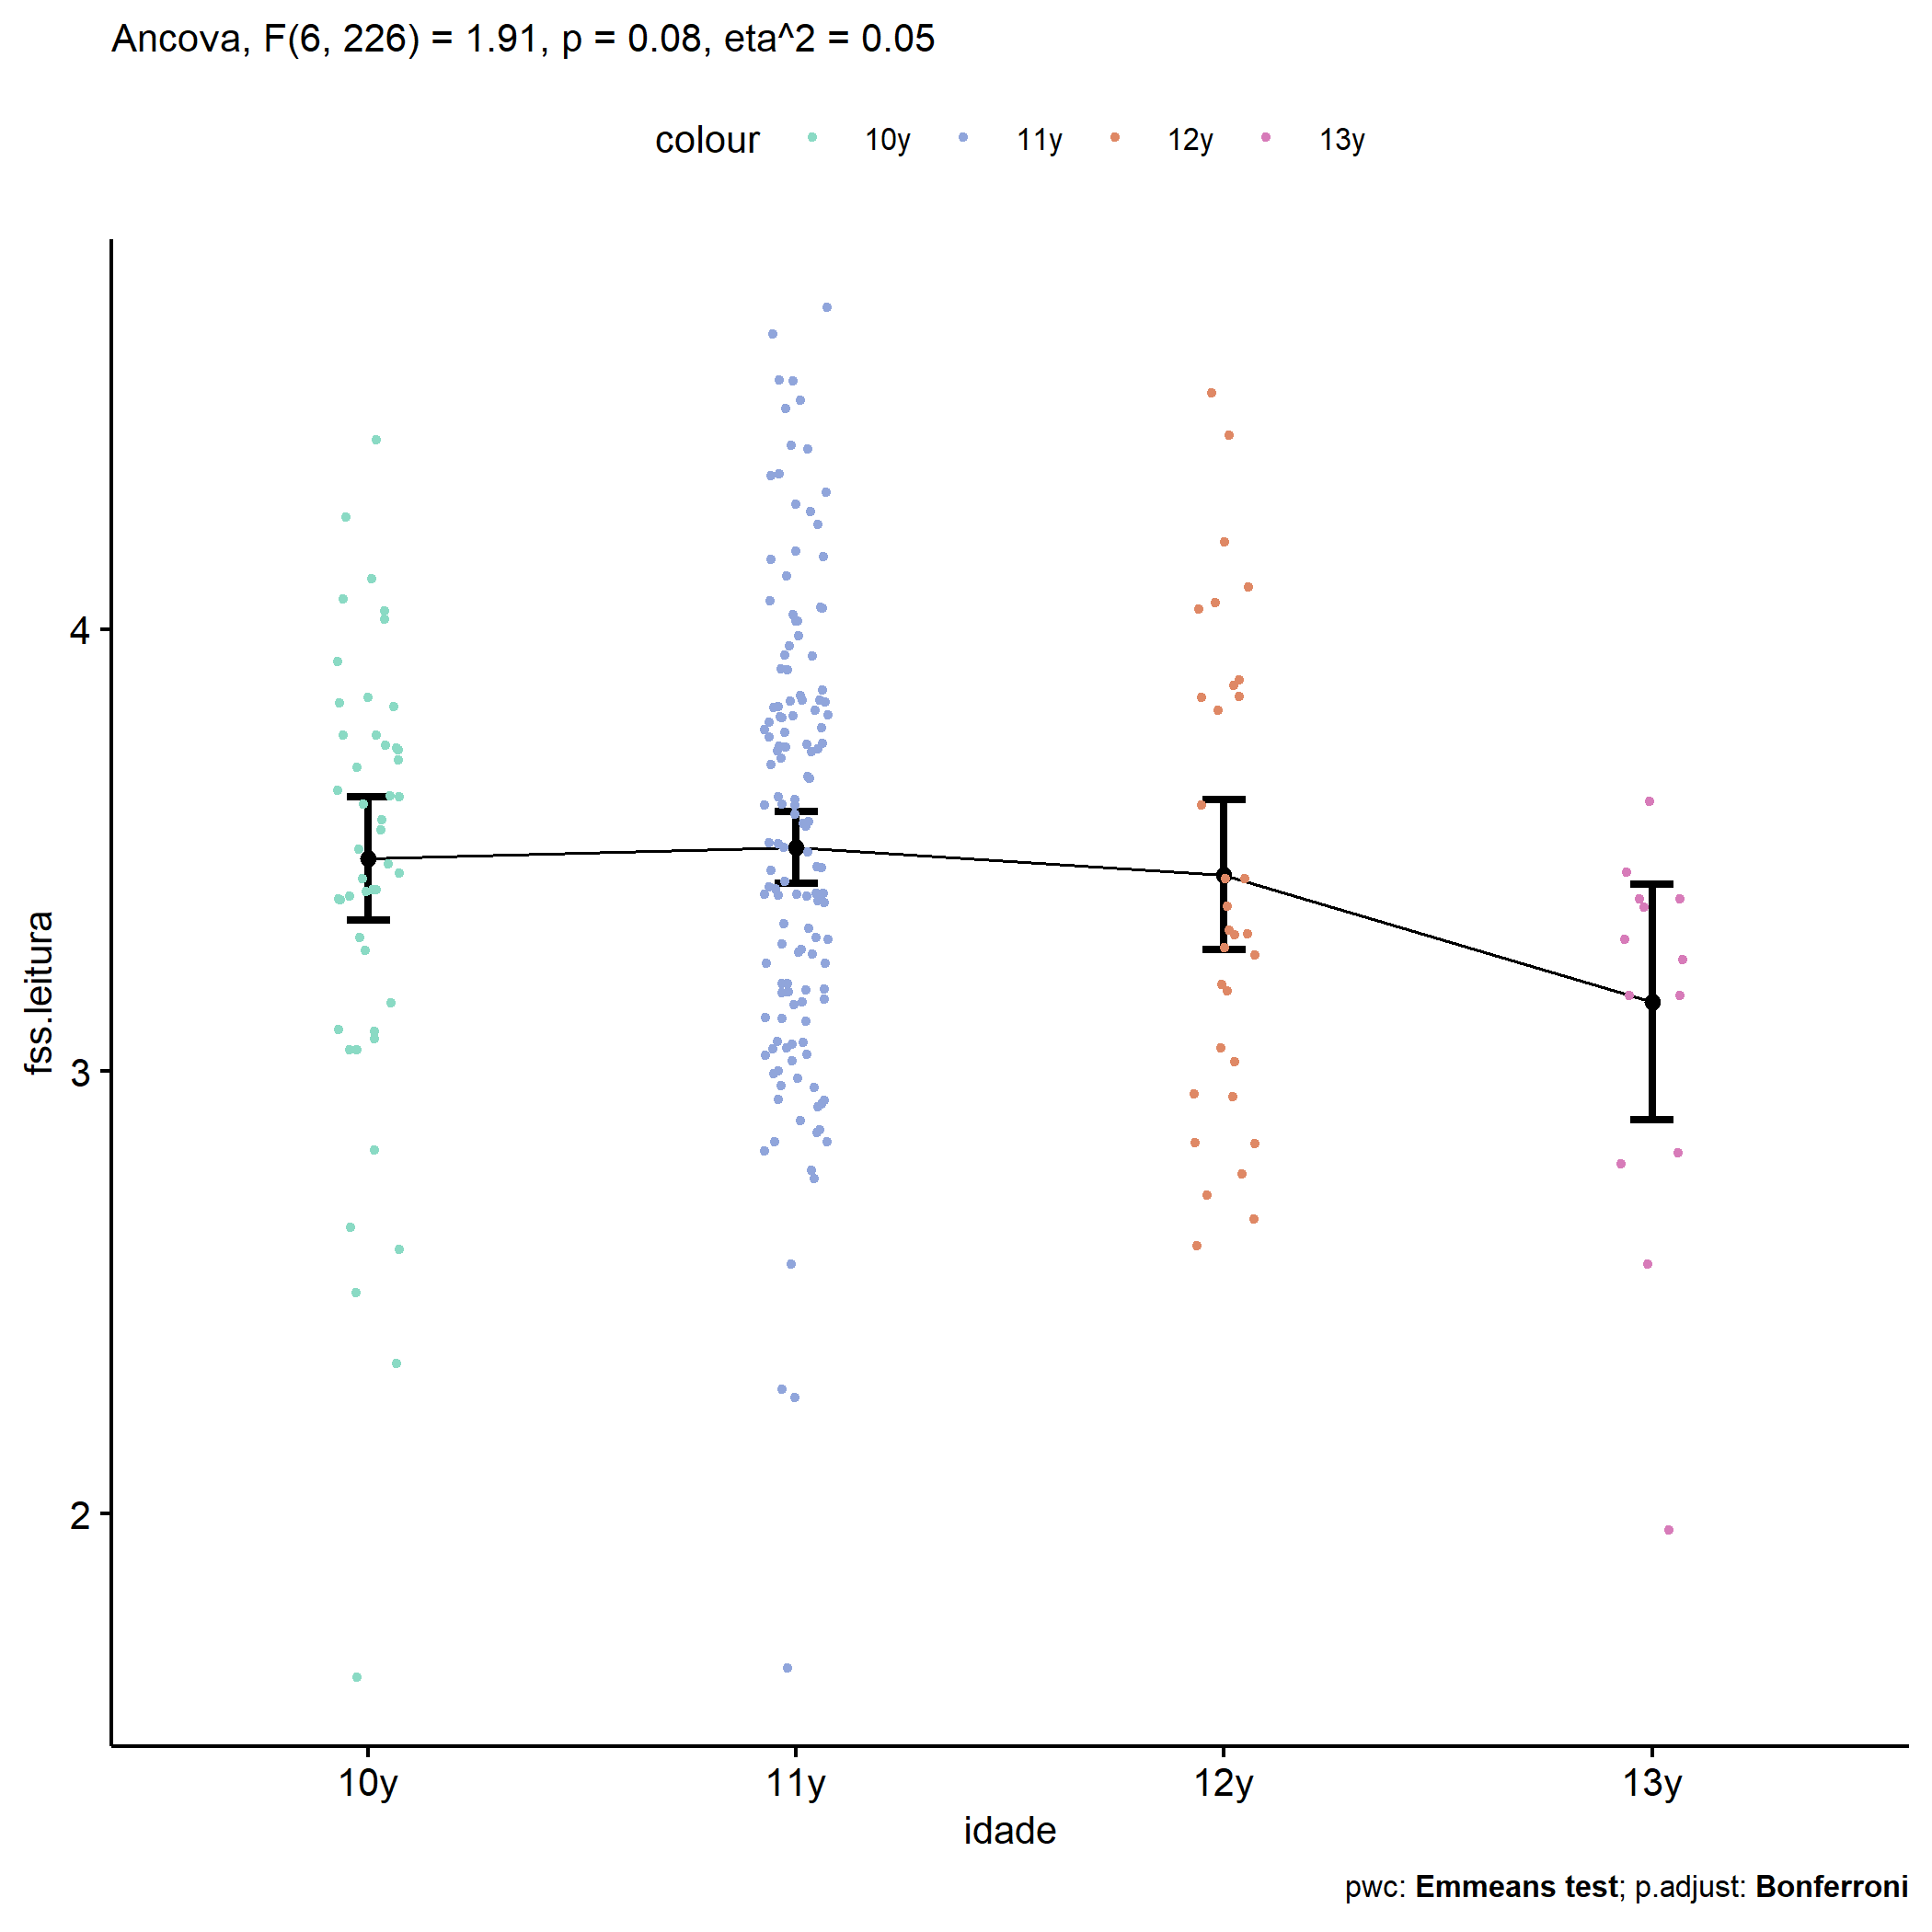 Ancova, F(6, 226) = 1.91, p = 0.08, eta^2 = 0.05
colour 10y 11y 12y 13y
4
3
2
fss.leitura
10y 11y 12y 13y
idade
pwc: Emmeans test; p.adjust: Bonferroni